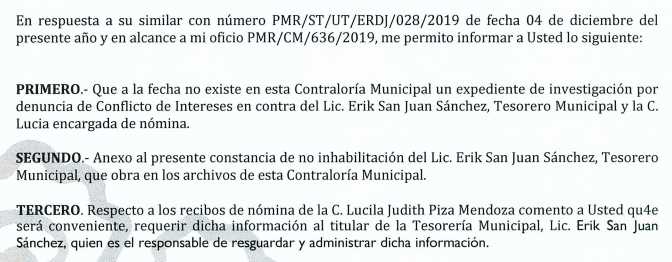 En respuesta a su similar con número PMR/ST/UT/ERDJ/028/2019 de fecha 04 de diciembre del
presente año y en alcance a mi oficio PMR/CM/636/2019, me permito informar a Usted lo siguiente:
PRIMERO.- Que a la fecha no existe en esta Contraloría Municipal un expediente de investigación por
denuncia de Conflicto de Intereses en contra del Lic. Erik San Juan Sánchez, Tesorero Municipal y la C.
Lucia encargada de nómina.
SEGUNDO.- Anexo al presente constancia de no inhabilitación del Lic. Erik San Juan Sánchez, Tesorero
Municipal, que obra en los archivos de esta Contraloría Municipal.
TERCERO. Respecto a los recibos de nómina de la C. Lucila Judith Piza Mendoza comento a Usted qu4e
será conveniente, requerir dicha información al titular de la Tesorería Municipal, Lic. Erik San Juan
Sánchez, quien es el responsable de resguardar y administrar dicha información.